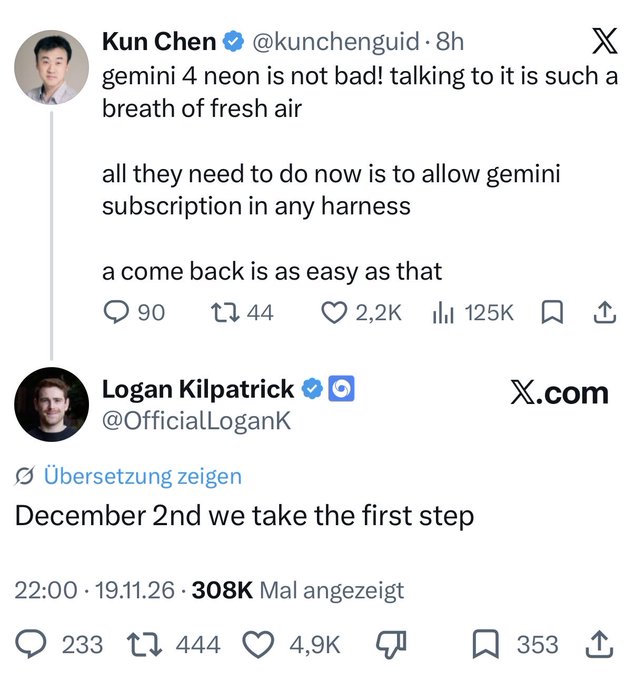 Kun Chen @kunchenguid · 8h
gemini 4 neon is not bad! talking to it is such a
breath of fresh air
all they need to do now is to allow gemini
subscription in any harness
a come back is as easy as that
90 44 2,2K 125K
Logan Kilpatrick
X.com
@OfficialLoganK
Übersetzung zeigen
December 2nd we take the first step
22:00 · 19.11.26 · 308K Mal angezeigt
233 444 4,9K 353